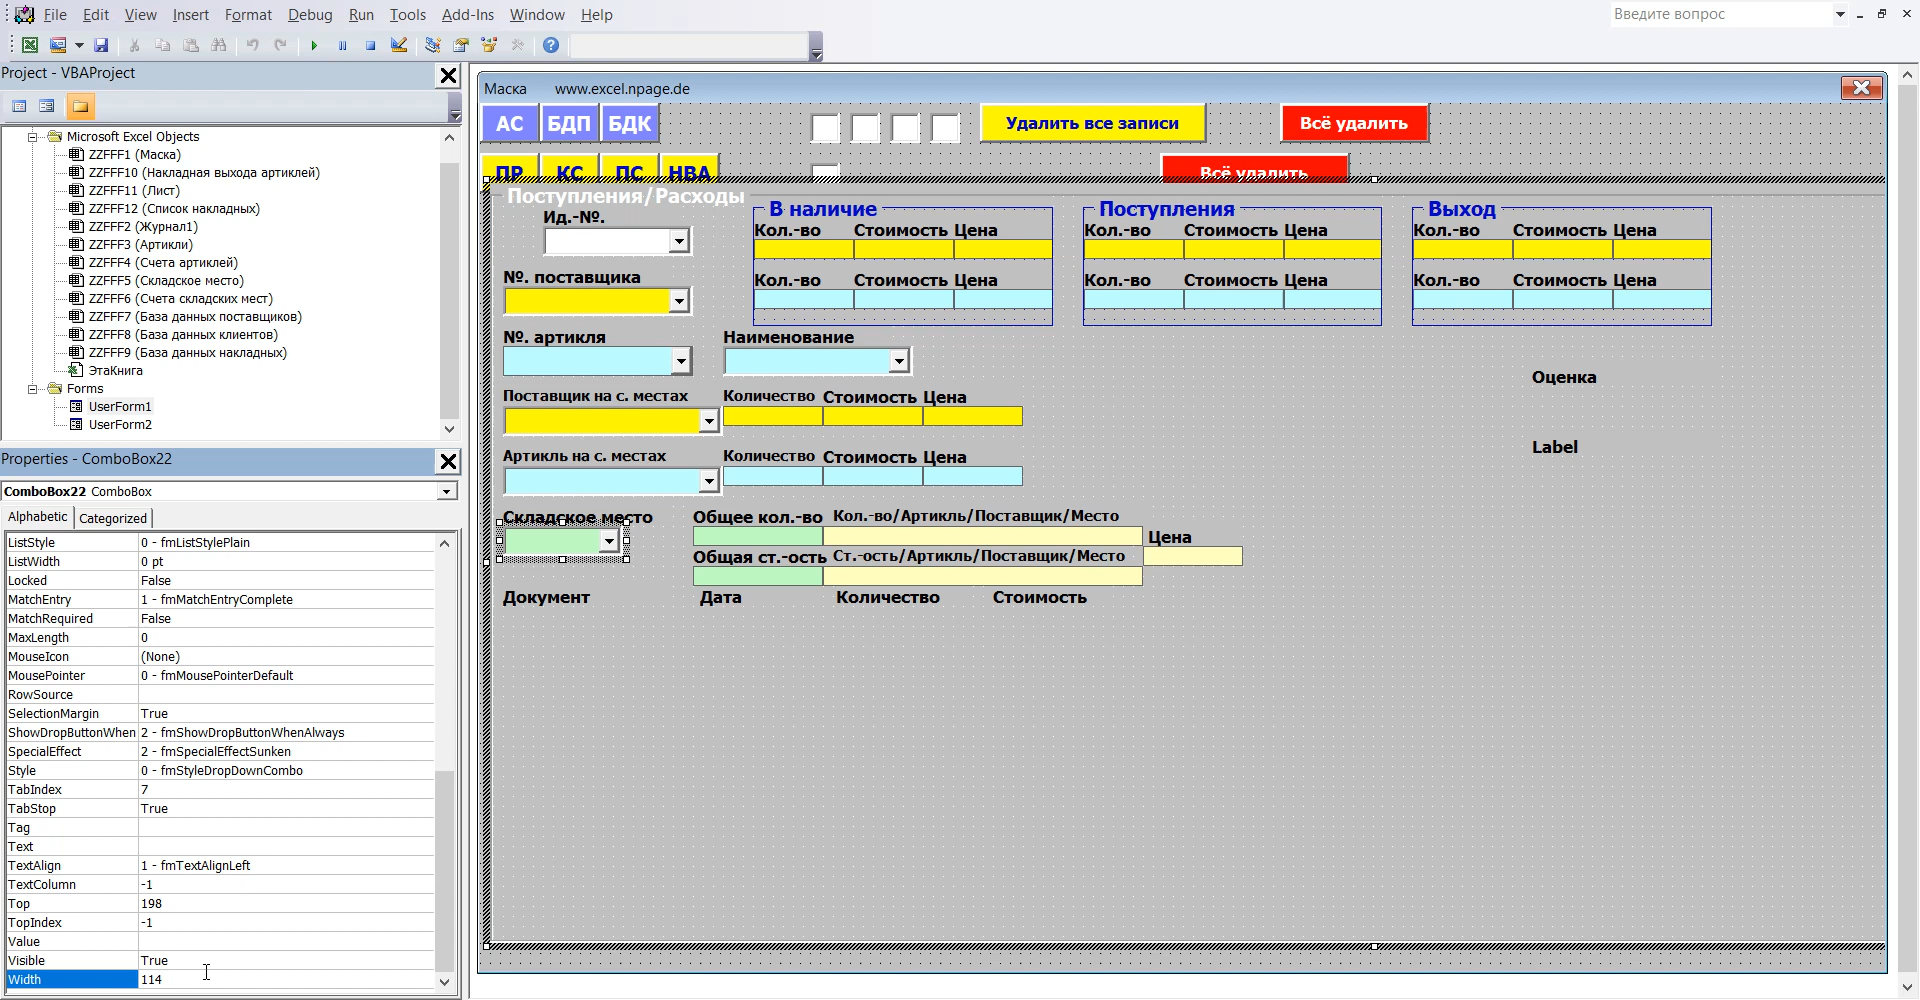 File Edit View Insert Format Debug Run Tools Add-Ins Window Help
Введите вопрос
Project - VBAProject
Microsoft Excel Objects
ZZFFF1 (Маска)
ZZFFF10 (Накладная выхода артиклей)
ZZFFF11 (Лист)
ZZFFF12 (Список накладных)
ZZFFF2 (Журнал1)
ZZFFF3 (Артикли)
ZZFFF4 (Счета артиклей)
ZZFFF5 (Складское место)
ZZFFF6 (Счета складских мест)
ZZFFF7 (База данных поставщиков)
ZZFFF8 (База данных клиентов)
ZZFFF9 (База данных накладных)
ЭтаКнига
Forms
UserForm1
UserForm2
Properties - ComboBox22
ComboBox22 ComboBox
Alphabetic Categorized
ListStyle 0 - fmListStylePlain
ListWidth 0 pt
Locked False
MatchEntry 1 - fmMatchEntryComplete
MatchRequired False
MaxLength 0
MouseIcon (None)
MousePointer 0 - fmMousePointerDefault
RowSource
SelectionMargin True
ShowDropButtonWhen 2 - fmShowDropButtonWhenAlways
SpecialEffect 2 - fmSpecialEffectSunken
Style 0 - fmStyleDropDownCombo
TabIndex 7
TabStop True
Tag
Text
TextAlign 1 - fmTextAlignLeft
TextColumn -1
Top 198
TopIndex -1
Value
Visible True
Width 114
Маска www.excel.npage.de
АС БДП БДК Удалить все записи Всё удалить
ПР КС ПС НВА Всё удалить
Поступления/Расходы
Ид.-№. В наличие Поступления Выход
Кол.-во Стоимость Цена Кол.-во Стоимость Цена Кол.-во Стоимость Цена
№. поставщика Кол.-во Стоимость Цена Кол.-во Стоимость Цена Кол.-во Стоимость Цена
№. артикля Наименование
Оценка
Поставщик на с. местах Количество Стоимость Цена
Label
Артикль на с. местах Количество Стоимость Цена
Складское место Общее кол.-во Кол.-во/Артикль/Поставщик/Место
Цена
Общая ст.-ость Ст.-ость/Артикль/Поставщик/Место
Документ Дата Количество Стоимость